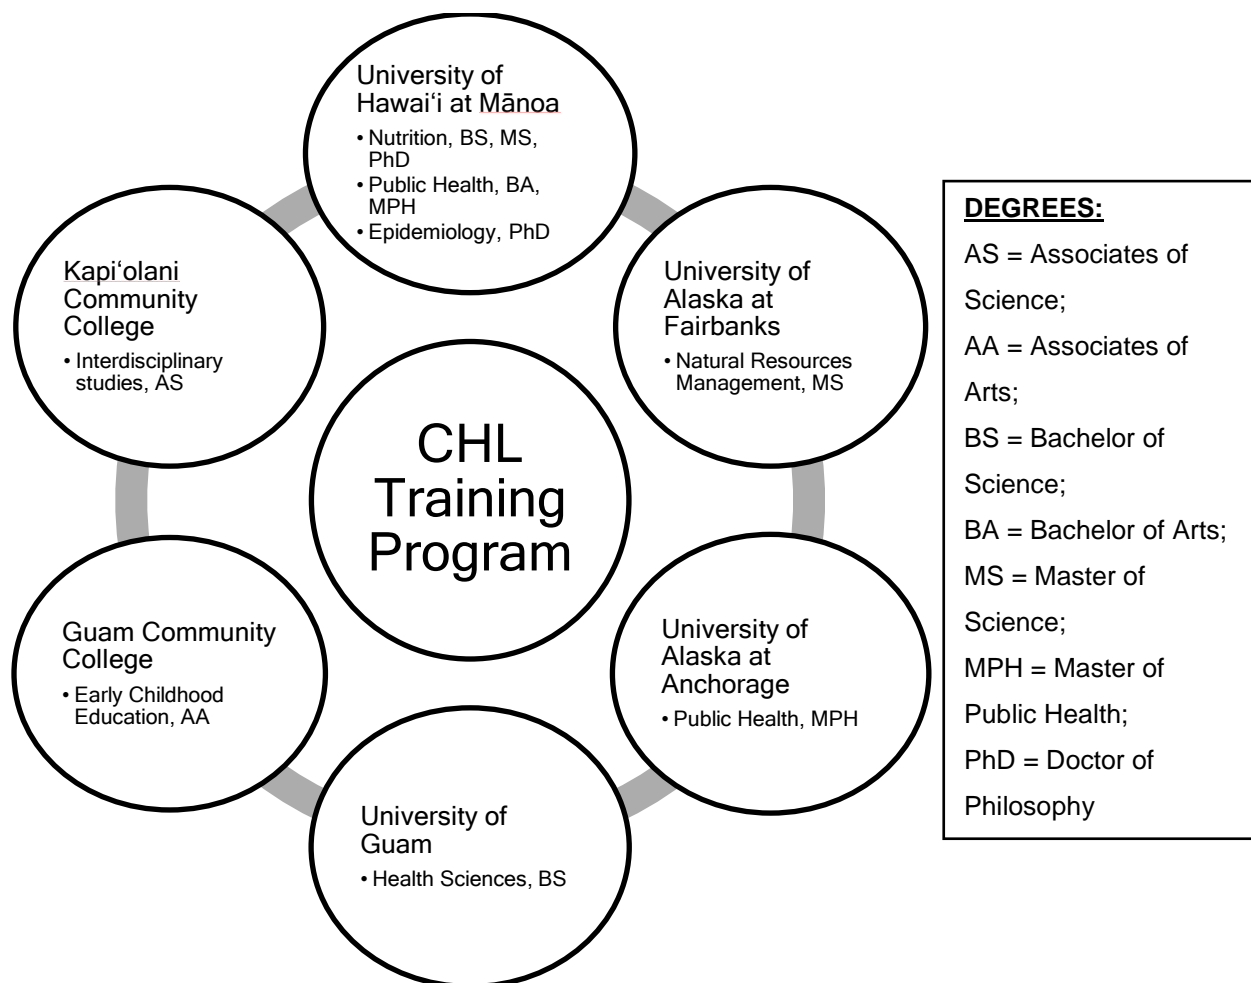 University of
Hawai‘i at Mānoa
• Nutrition, BS, MS,
PhD
• Public Health, BA,
MPH
• Epidemiology, PhD
University of
Alaska at
Fairbanks
• Natural Resources
Management, MS
University of
Alaska at
Anchorage
• Public Health, MPH
University of
Guam
• Health Sciences, BS
Guam Community
College
• Early Childhood
Education, AA
Kapi‘olani
Community
College
• Interdisciplinary
studies, AS
CHL
Training
Program
DEGREES:
AS = Associates of
Science;
AA = Associates of
Arts;
BS = Bachelor of
Science;
BA = Bachelor of Arts;
MS = Master of
Science;
MPH = Master of
Public Health;
PhD = Doctor of
Philosophy